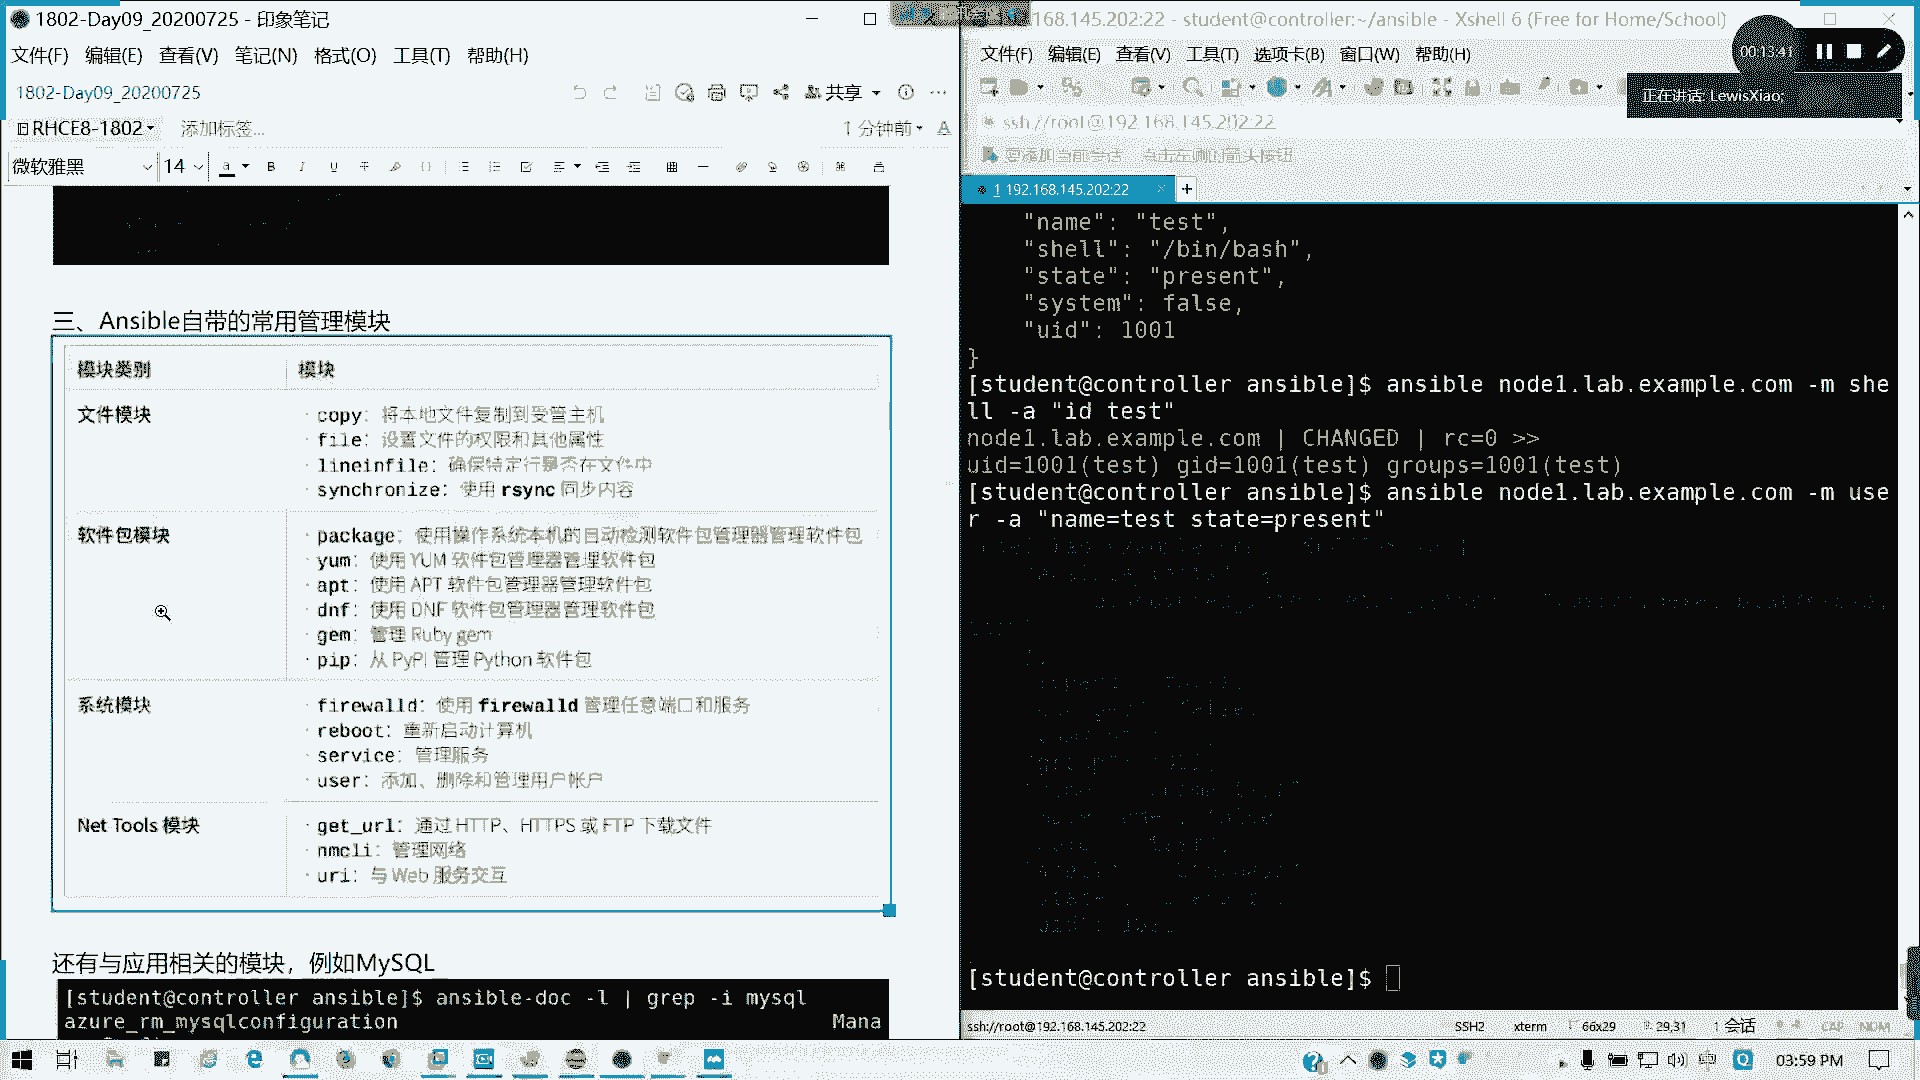 1802-Day09_20200725 - 印象笔记
文件(F) 编辑(E) 查看(V) 笔记(N) 格式(O) 工具(T) 帮助(H)
1802-Day09_20200725
共享
RHCE8-1802 添加标签...
1 分钟前
微软雅黑 14
三、Ansible自带的常用管理模块
模块类别 模块
文件模块
· copy：将本地文件复制到受管主机
· file：设置文件的权限和其他属性
· lineinfile：确保特定行是否在文件中
· synchronize：使用 rsync 同步内容
软件包模块
· package：使用操作系统本机的自动检测软件包管理器管理软件包
· yum：使用 YUM 软件包管理器管理软件包
· apt：使用 APT 软件包管理器管理软件包
· dnf：使用 DNF 软件包管理器管理软件包
· gem：管理 Ruby gem
· pip：从 PyPI 管理 Python 软件包
系统模块
· firewalld：使用 firewalld 管理任意端口和服务
· reboot：重新启动计算机
· service：管理服务
· user：添加、删除和管理用户帐户
Net Tools 模块
· get_url：通过 HTTP、HTTPS 或 FTP 下载文件
· nmcli：管理网络
· uri：与 Web 服务交互
还有与应用相关的模块，例如MySQL
[student@controller ansible]$ ansible-doc -l | grep -i mysql
azure_rm_mysqlconfiguration Mana
168.145.202:22 - student@controller:~/ansible - Xshell 6 (Free for Home/School)
文件(F) 编辑(E) 查看(V) 工具(T) 选项卡(B) 窗口(W) 帮助(H)
00:13:41
正在讲话: LewisXiao;
ssh://root@192.168.145.202:22
要添加当前会话，点击左侧的箭头按钮
1 192.168.145.202:22
"name": "test",
"shell": "/bin/bash",
"state": "present",
"system": false,
"uid": 1001
}
[student@controller ansible]$ ansible node1.lab.example.com -m she
ll -a "id test"
node1.lab.example.com | CHANGED | rc=0 >>
uid=1001(test) gid=1001(test) groups=1001(test)
[student@controller ansible]$ ansible node1.lab.example.com -m use
r -a "name=test state=present"
[student@controller ansible]$
ssh://root@192.168.145.202:22 SSH2 xterm 66x29 29,31 1 会话 CAP NUM
中
03:59 PM